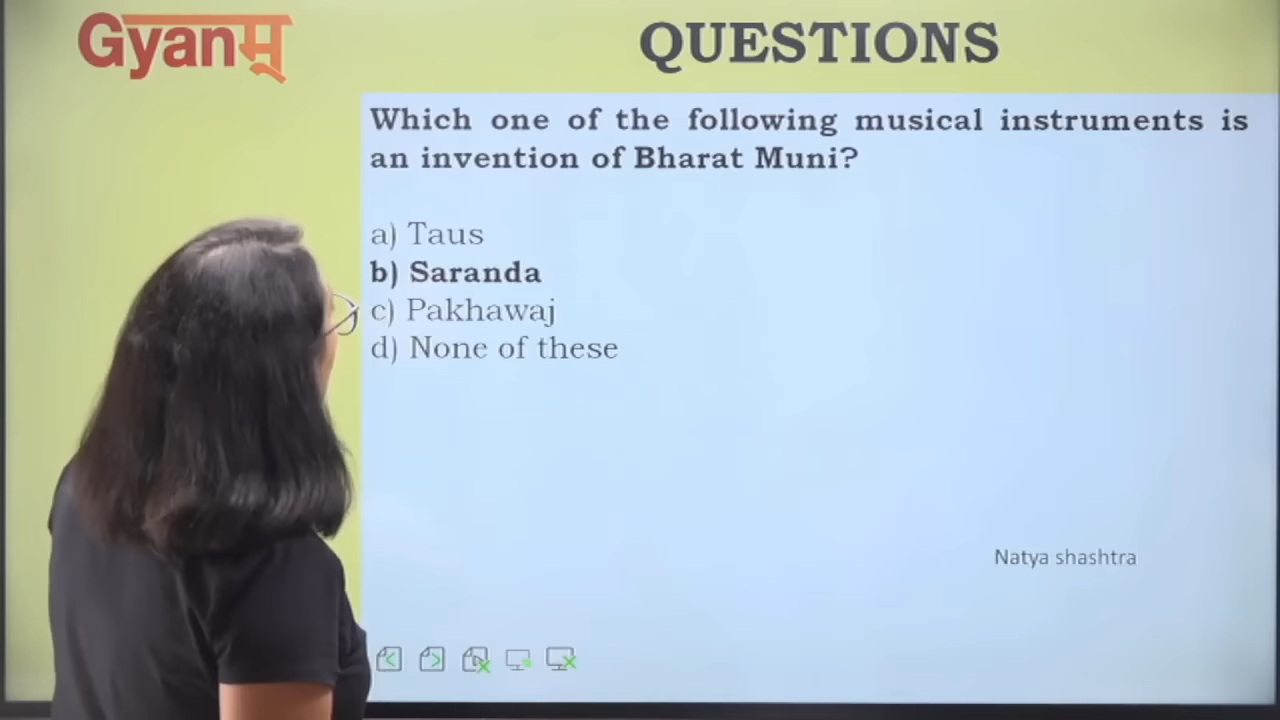 Gyanम्
QUESTIONS
Which one of the following musical instruments is
an invention of Bharat Muni?
a) Taus
b) Saranda
c) Pakhawaj
d) None of these
Natya shashtra